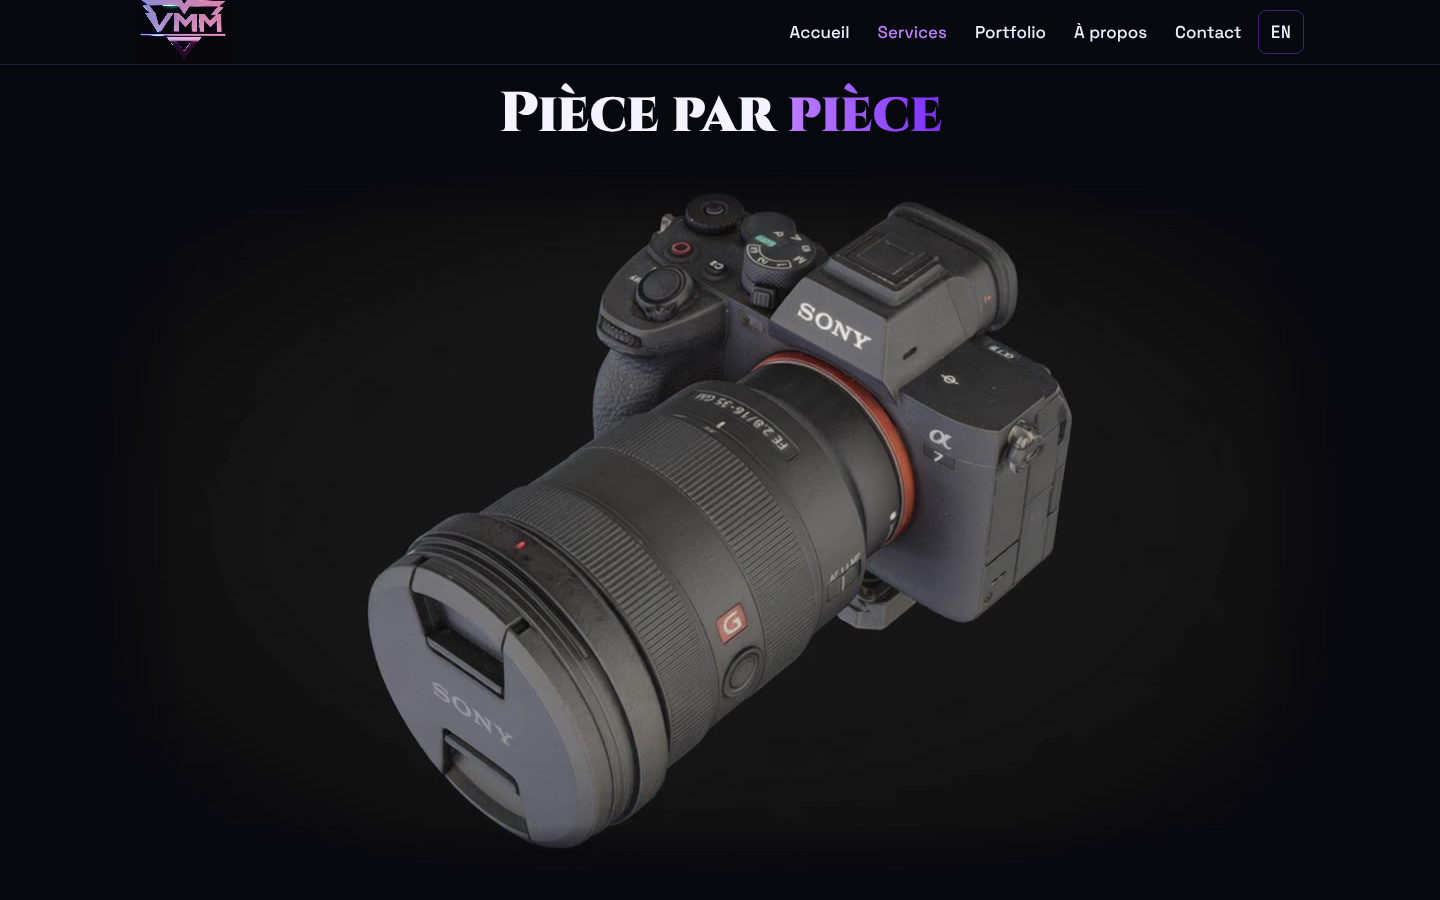 VMM
Accueil
Services
Portfolio
À propos
Contact
EN
Pièce par pièce
SONY
FE 2.8/16-35 GM
α
7
G
SONY
C3